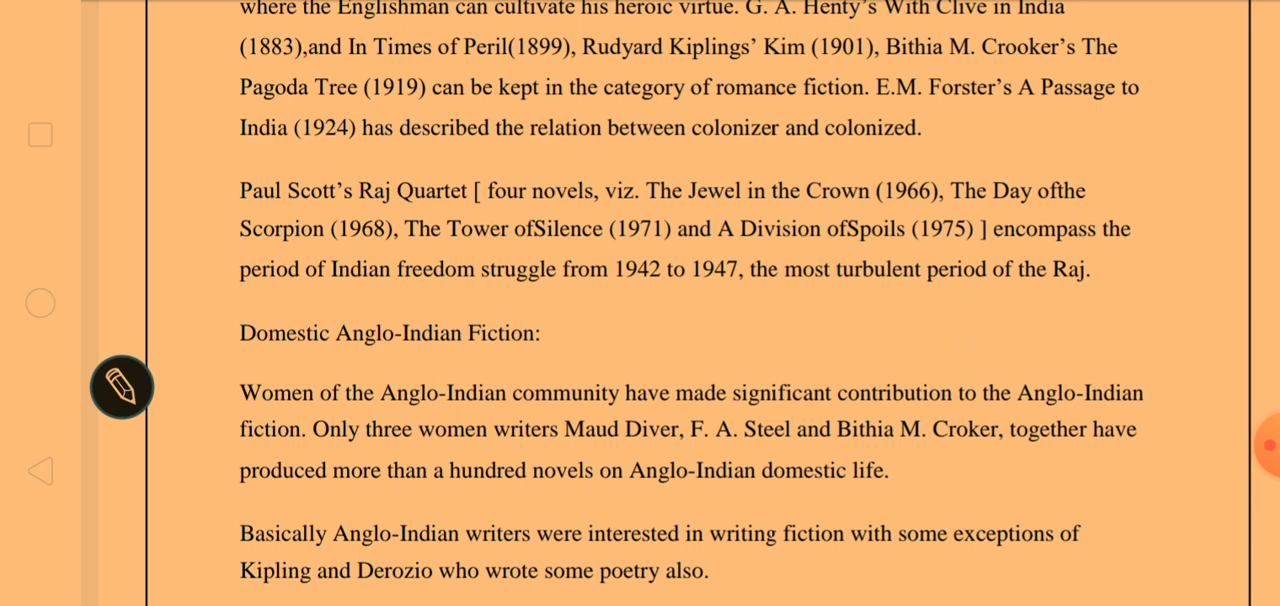 where the Englishman can cultivate his heroic virtue. G. A. Henty's With Clive in India
(1883),and In Times of Peril(1899), Rudyard Kiplings' Kim (1901), Bithia M. Crooker's The
Pagoda Tree (1919) can be kept in the category of romance fiction. E.M. Forster's A Passage to
India (1924) has described the relation between colonizer and colonized.
Paul Scott's Raj Quartet [ four novels, viz. The Jewel in the Crown (1966), The Day ofthe
Scorpion (1968), The Tower ofSilence (1971) and A Division ofSpoils (1975) ] encompass the
period of Indian freedom struggle from 1942 to 1947, the most turbulent period of the Raj.
Domestic Anglo-Indian Fiction:
Women of the Anglo-Indian community have made significant contribution to the Anglo-Indian
fiction. Only three women writers Maud Diver, F. A. Steel and Bithia M. Croker, together have
produced more than a hundred novels on Anglo-Indian domestic life.
Basically Anglo-Indian writers were interested in writing fiction with some exceptions of
Kipling and Derozio who wrote some poetry also.